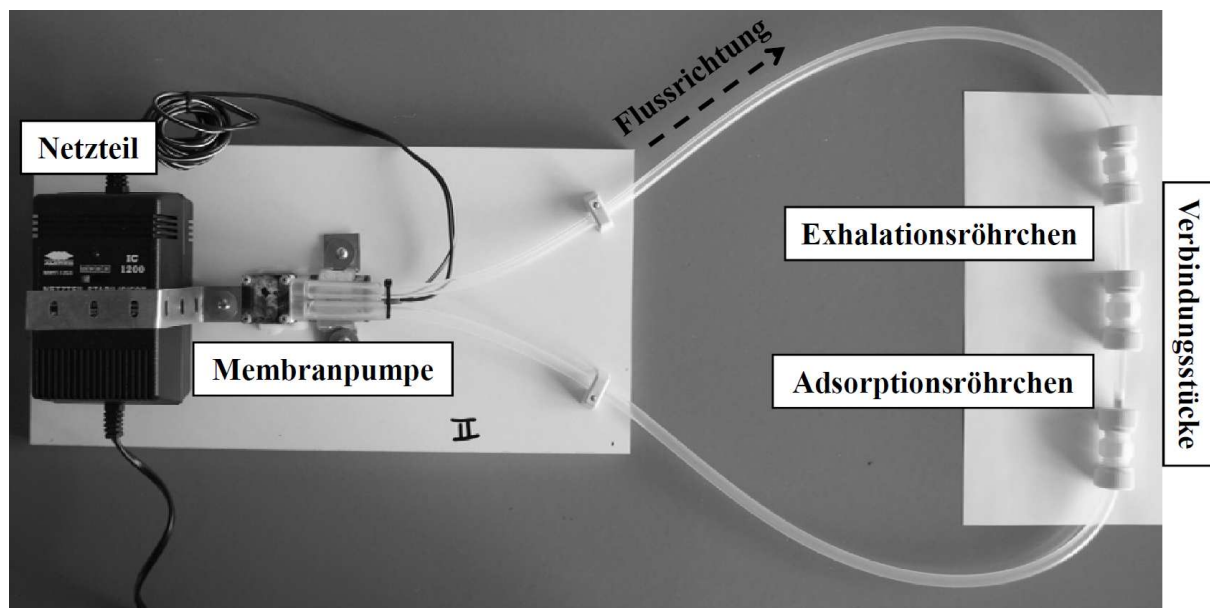 Netzteil
Flussrichtung
IC
1200
Membranpumpe
II
Exhalationsröhrchen
Adsorptionsröhrchen
Verbindungsstücke